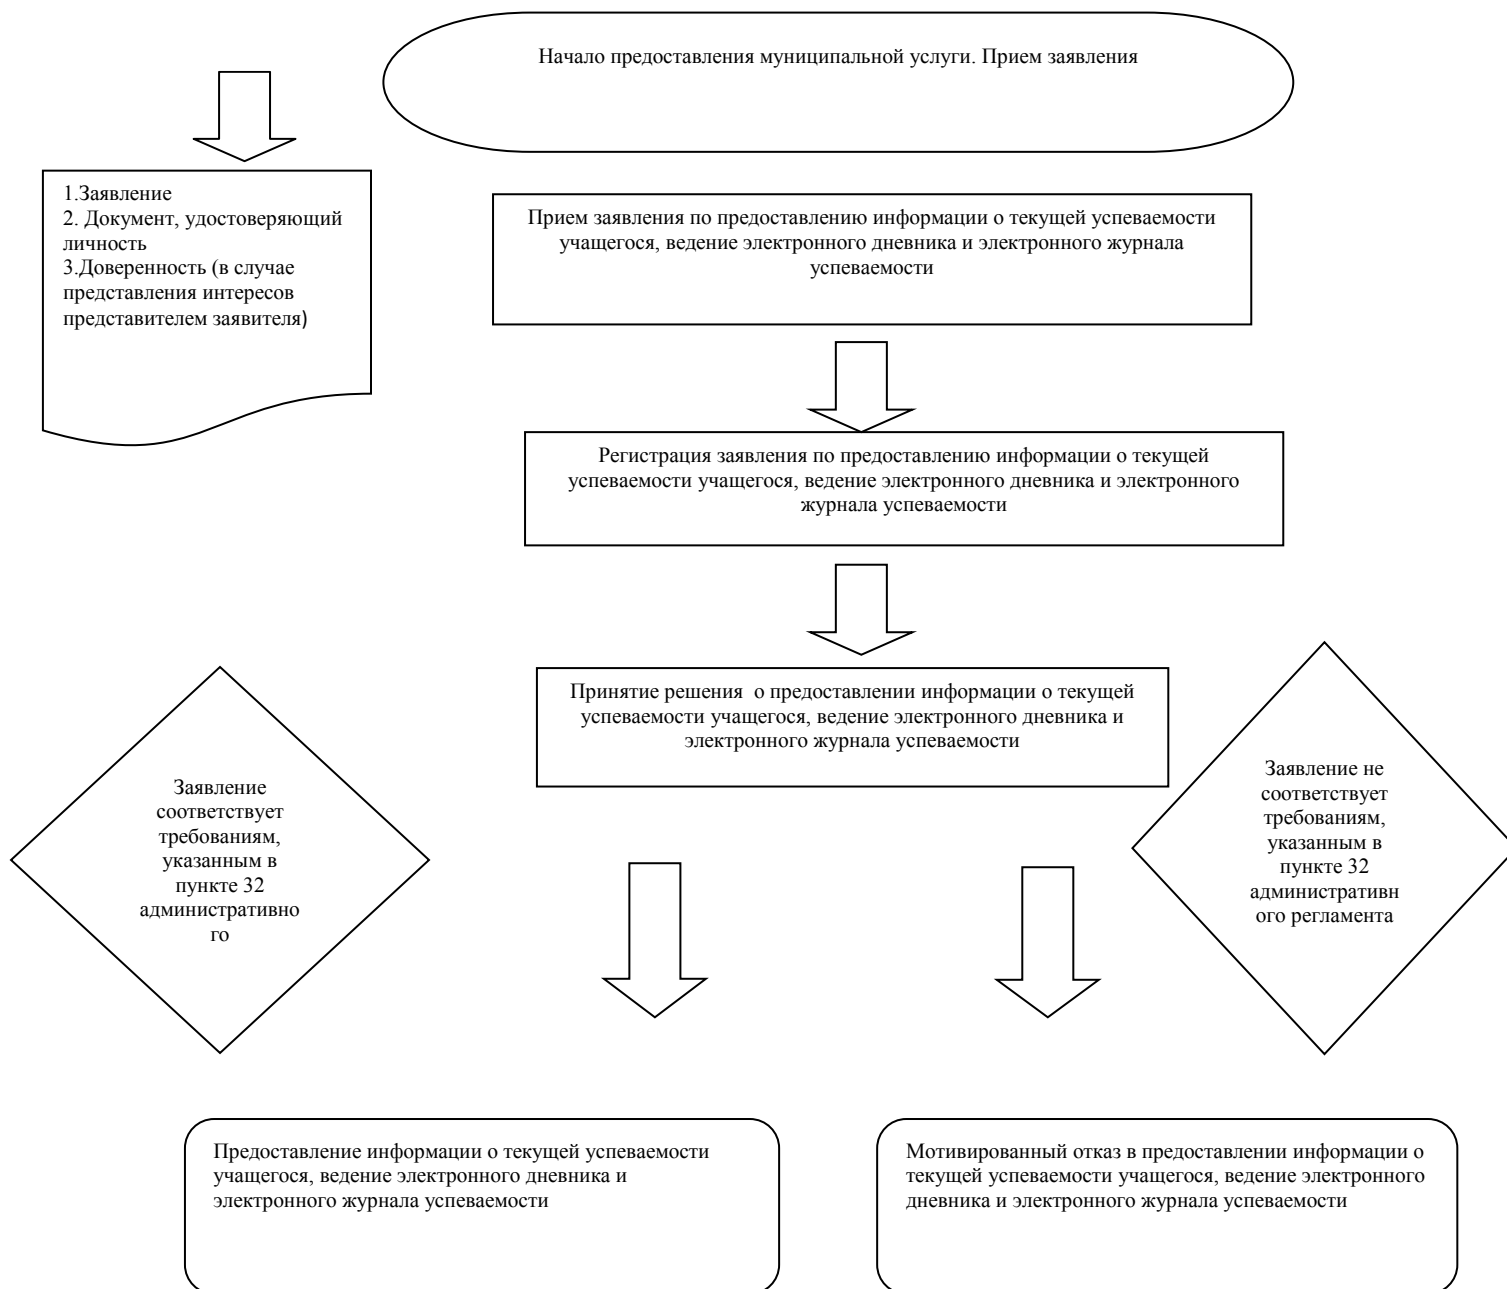 Начало предоставления муниципальной услуги. Прием заявления
1.Заявление
2. Документ, удостоверяющий
личность
3.Доверенность (в случае
представления интересов
представителем заявителя)
Прием заявления по предоставлению информации о текущей успеваемости
учащегося, ведение электронного дневника и электронного журнала
успеваемости
Регистрация заявления по предоставлению информации о текущей
успеваемости учащегося, ведение электронного дневника и электронного
журнала успеваемости
Принятие решения  о предоставлении информации о текущей
успеваемости учащегося, ведение электронного дневника и
электронного журнала успеваемости
Заявление
соответствует
требованиям,
указанным в
пункте 32
административно
го
Заявление не
соответствует
требованиям,
указанным в
пункте 32
административн
ого регламента
Предоставление информации о текущей успеваемости
учащегося, ведение электронного дневника и
электронного журнала успеваемости
Мотивированный отказ в предоставлении информации о
текущей успеваемости учащегося, ведение электронного
дневника и электронного журнала успеваемости